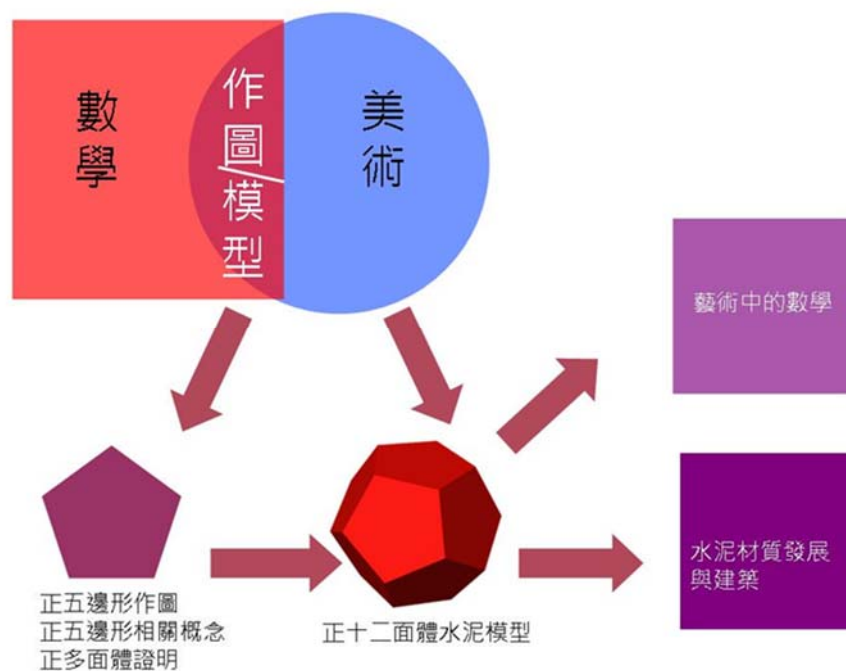 數學
作圖/模型
美術
藝術中的數學
正五邊形作圖
正五邊形相關概念
正多面體證明
正十二面體水泥模型
水泥材質發展
與建築